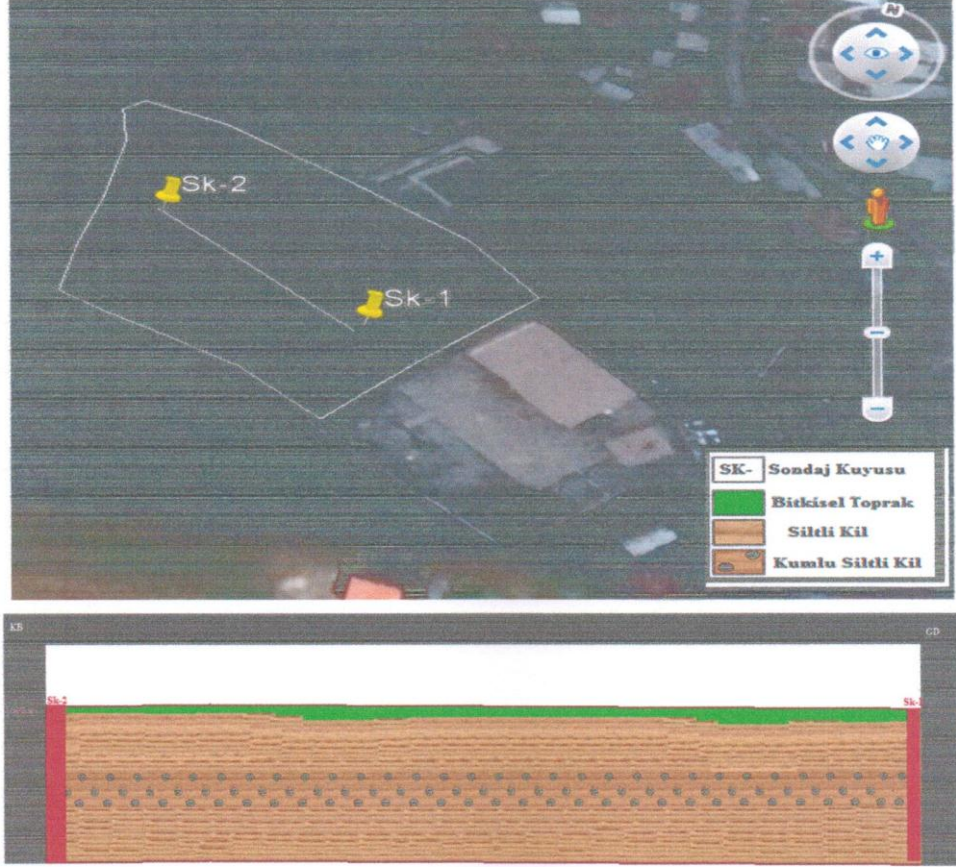 N
Sk-2
Sk-1
SK- Sondaj Kuyusu
Bitkisel Toprak
Siltli Kil
Kumlu Siltli Kil
KB
GD
Sk-2